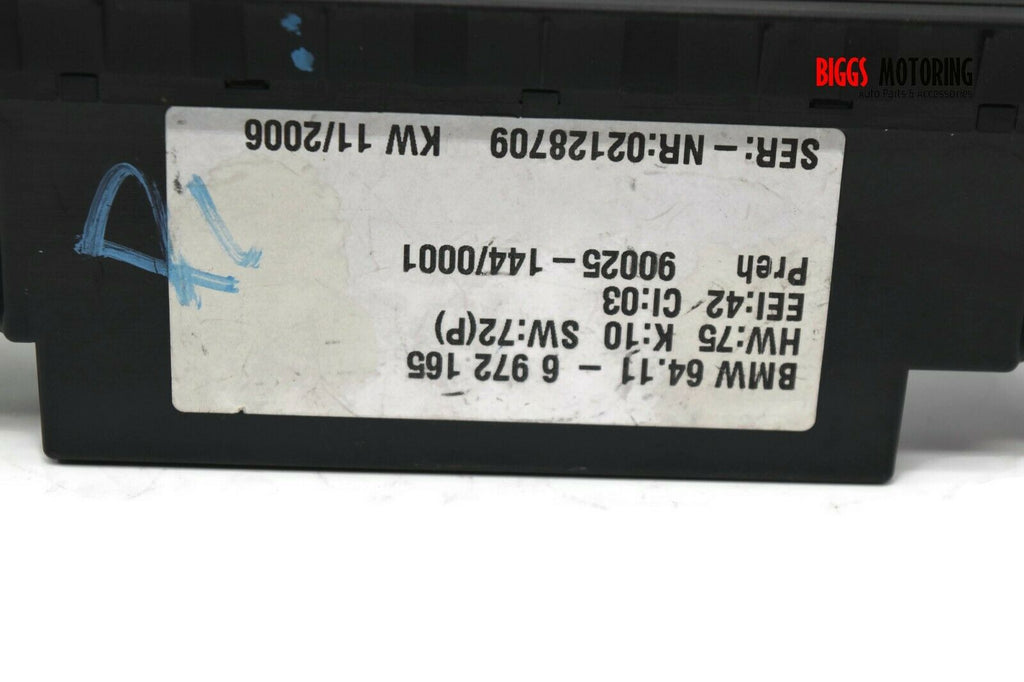 BMW 64.11 – 6 972 165
HW:75 K:10 SW:72(P)
EEI:42 CI:03
Preh 90025 – 144/0001
SER: – NR:02128709 KW 11/2006
BIGGS MOTORING
Auto Parts & Accessories